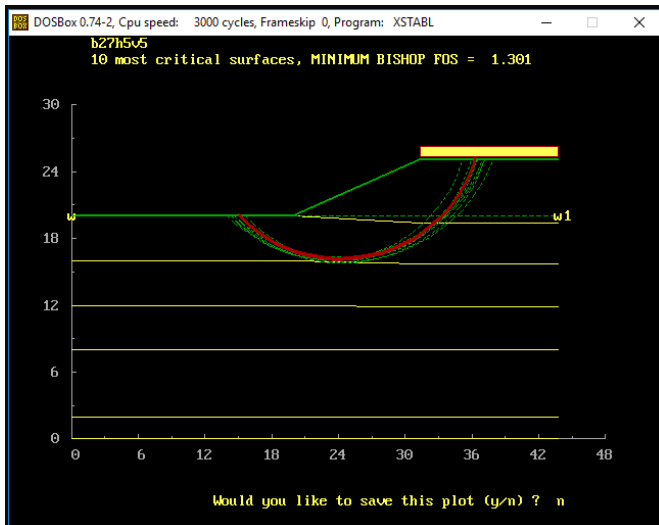 DOSBox 0.74-2, Cpu speed: 3000 cycles, Frameskip 0, Program: XSTABL
b27h5v5
10 most critical surfaces, MINIMUM BISHOP FOS = 1.301
30
24
w w1
18
12
6
0
0 6 12 18 24 30 36 42 48
Would you like to save this plot (y/n) ? n